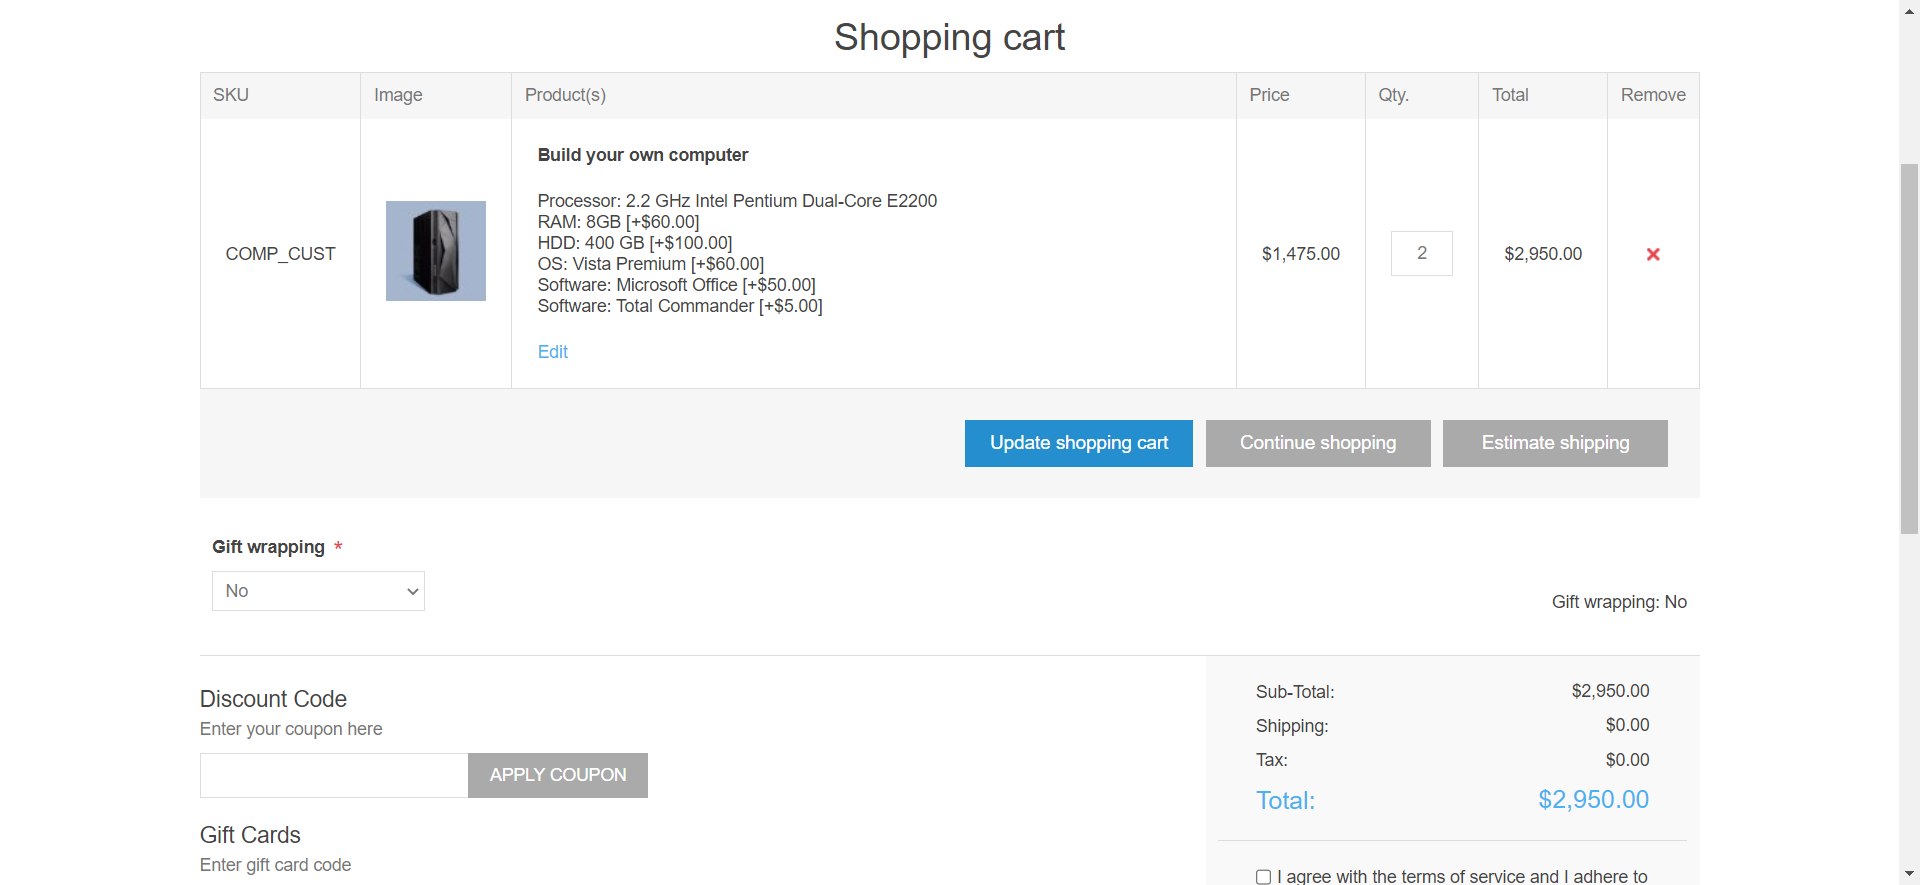 Shopping cart
SKU
Image
Product(s)
Price
Qty.
Total
Remove
COMP_CUST
Build your own computer
Processor: 2.2 GHz Intel Pentium Dual-Core E2200
RAM: 8GB [+$60.00]
HDD: 400 GB [+$100.00]
OS: Vista Premium [+$60.00]
Software: Microsoft Office [+$50.00]
Software: Total Commander [+$5.00]
Edit
$1,475.00
2
$2,950.00
Update shopping cart
Continue shopping
Estimate shipping
Gift wrapping *
No
Gift wrapping: No
Discount Code
Enter your coupon here
APPLY COUPON
Gift Cards
Enter gift card code
Sub-Total: $2,950.00
Shipping: $0.00
Tax: $0.00
Total: $2,950.00
I agree with the terms of service and I adhere to